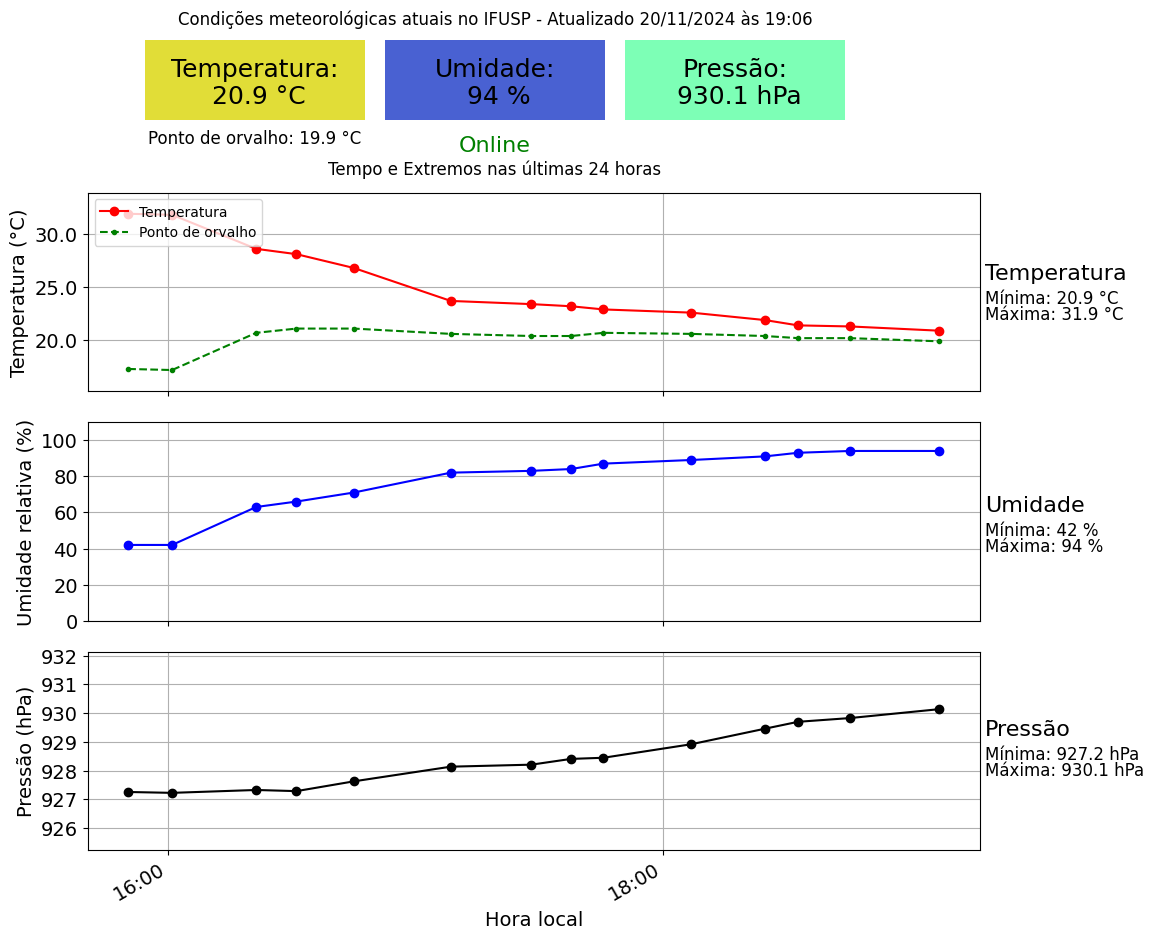 Condições meteorológicas atuais no IFUSP - Atualizado 20/11/2024 às 19:06
Temperatura:
20.9 °C
Umidade:
94 %
Pressão:
930.1 hPa
Ponto de orvalho: 19.9 °C
Online
Tempo e Extremos nas últimas 24 horas
Temperatura (°C)
30.0
25.0
20.0
Temperatura
Ponto de orvalho
Temperatura
Mínima: 20.9 °C
Máxima: 31.9 °C
Umidade relativa (%)
100
80
60
40
20
0
Umidade
Mínima: 42 %
Máxima: 94 %
Pressão (hPa)
932
931
930
929
928
927
926
Pressão
Mínima: 927.2 hPa
Máxima: 930.1 hPa
16:00
18:00
Hora local